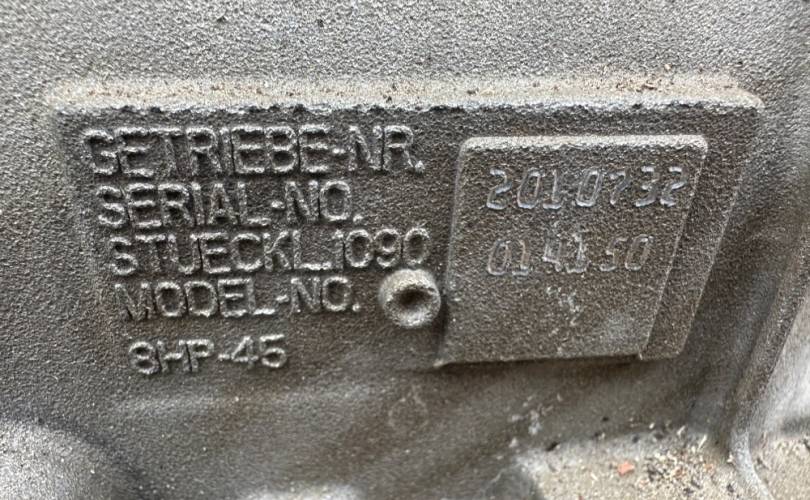 GETRIEBE-NR.
SERIAL-NO.
2010732
STUECKL.1090
014150
MODEL-NO.
8HP-45